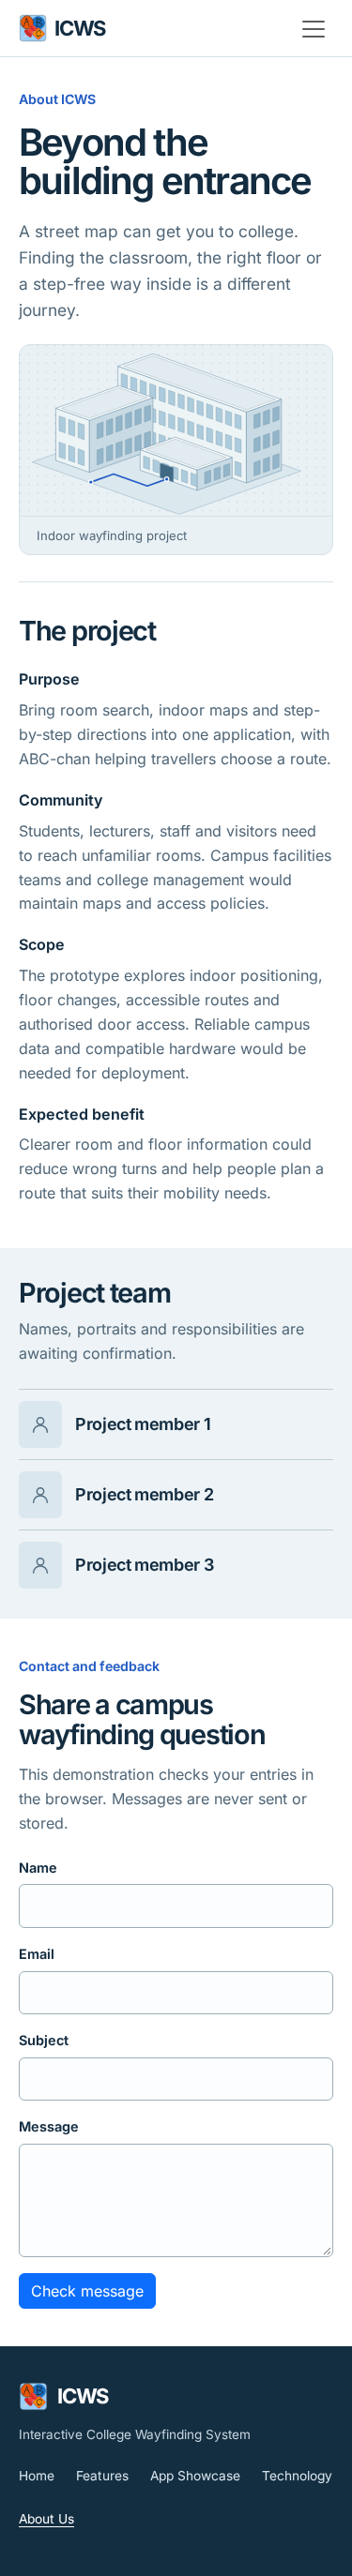 ICWS
About ICWS
Beyond the
building entrance
A street map can get you to college.
Finding the classroom, the right floor or
a step-free way inside is a different
journey.
Indoor wayfinding project
The project
Purpose
Bring room search, indoor maps and step-
by-step directions into one application, with
ABC-chan helping travellers choose a route.
Community
Students, lecturers, staff and visitors need
to reach unfamiliar rooms. Campus facilities
teams and college management would
maintain maps and access policies.
Scope
The prototype explores indoor positioning,
floor changes, accessible routes and
authorised door access. Reliable campus
data and compatible hardware would be
needed for deployment.
Expected benefit
Clearer room and floor information could
reduce wrong turns and help people plan a
route that suits their mobility needs.
Project team
Names, portraits and responsibilities are
awaiting confirmation.
Project member 1
Project member 2
Project member 3
Contact and feedback
Share a campus
wayfinding question
This demonstration checks your entries in
the browser. Messages are never sent or
stored.
Name
Email
Subject
Message
Check message
ICWS
Interactive College Wayfinding System
Home Features App Showcase Technology
About Us